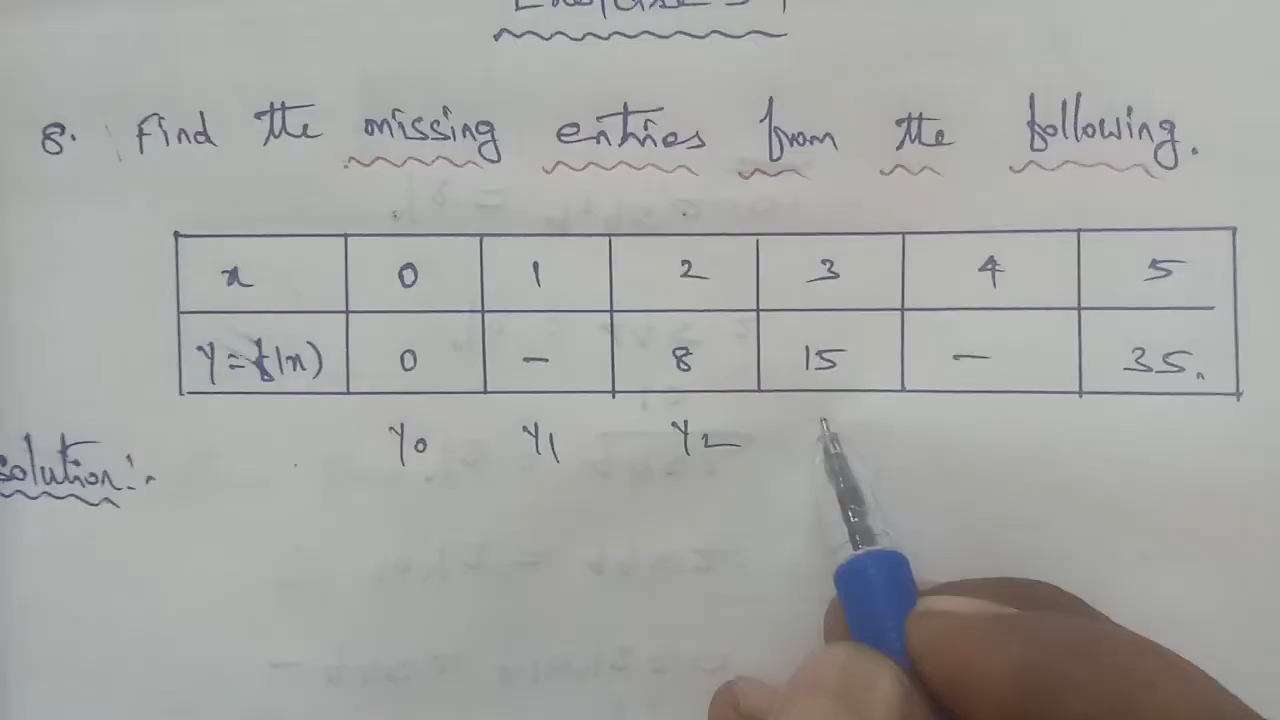 8. Find the missing entries from the following.
x 0 1 2 3 4 5
y=f(x) 0 - 8 15 - 35.
y0 y1 y2
Solution:-